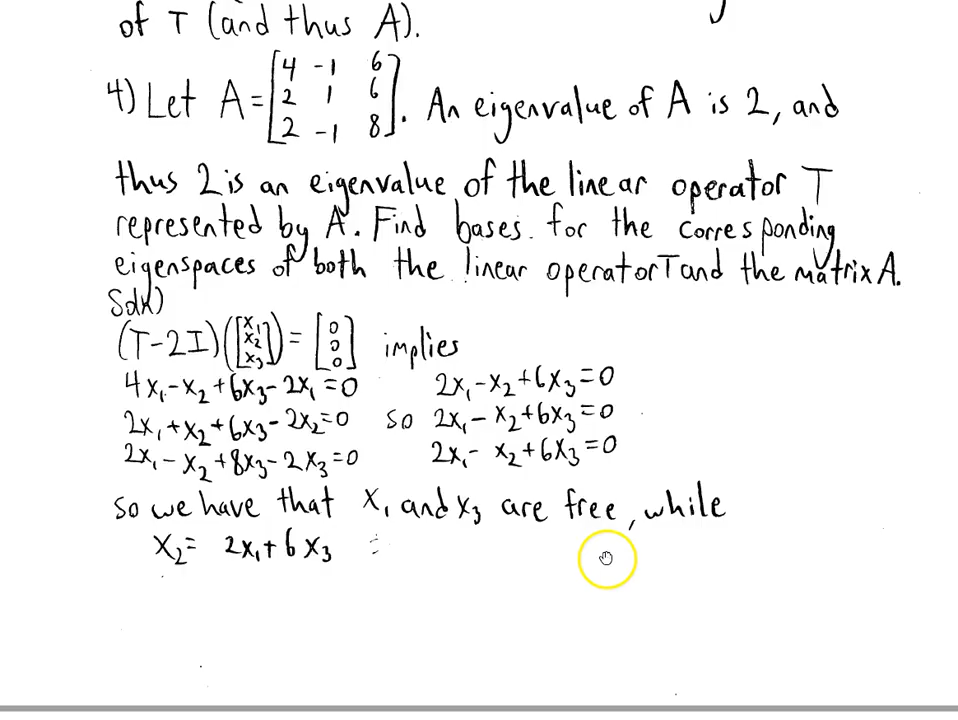 of T (and thus A).
4) Let A = [4 -1 6
2 1 6
2 -1 8]. An eigenvalue of A is 2, and
thus 2 is an eigenvalue of the linear operator T
represented by A. Find bases. for the corresponding
eigenspaces of both the linear operator T and the matrix A.
Soln)
(T-2I)([x₁ x₂ x₃]) = [0 0 0] implies
4x₁-x₂+6x₃-2x₁=0 2x₁-x₂+6x₃=0
2x₁+x₂+6x₃-2x₂=0 so 2x₁-x₂+6x₃=0
2x₁-x₂+8x₃-2x₃=0 2x₁-x₂+6x₃=0
so we have that x₁ and x₃ are free, while
x₂= 2x₁+6x₃